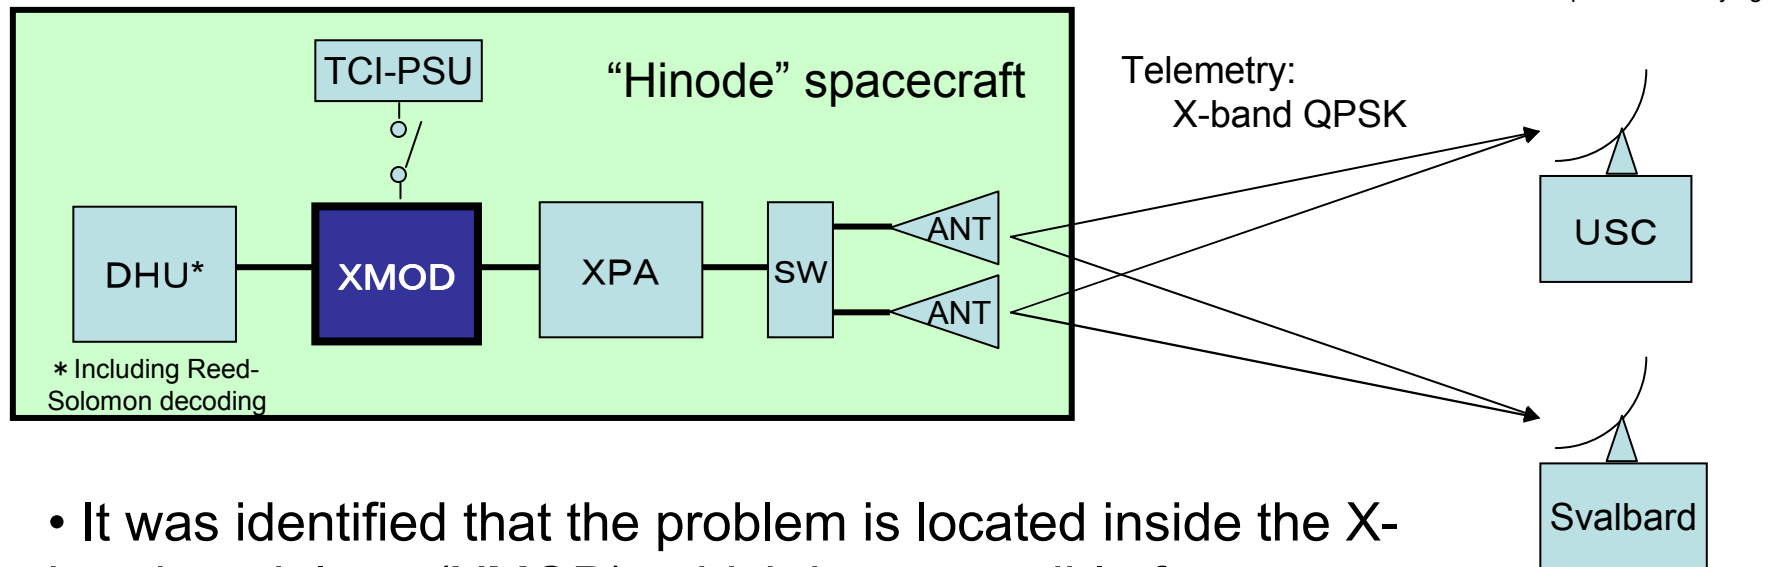 TCI-PSU
“Hinode” spacecraft
Telemetry:
X-band QPSK
DHU*
XMOD
XPA
SW
ANT
ANT
USC
Svalbard
* Including Reed-
Solomon decoding
• It was identified that the problem is located inside the X-